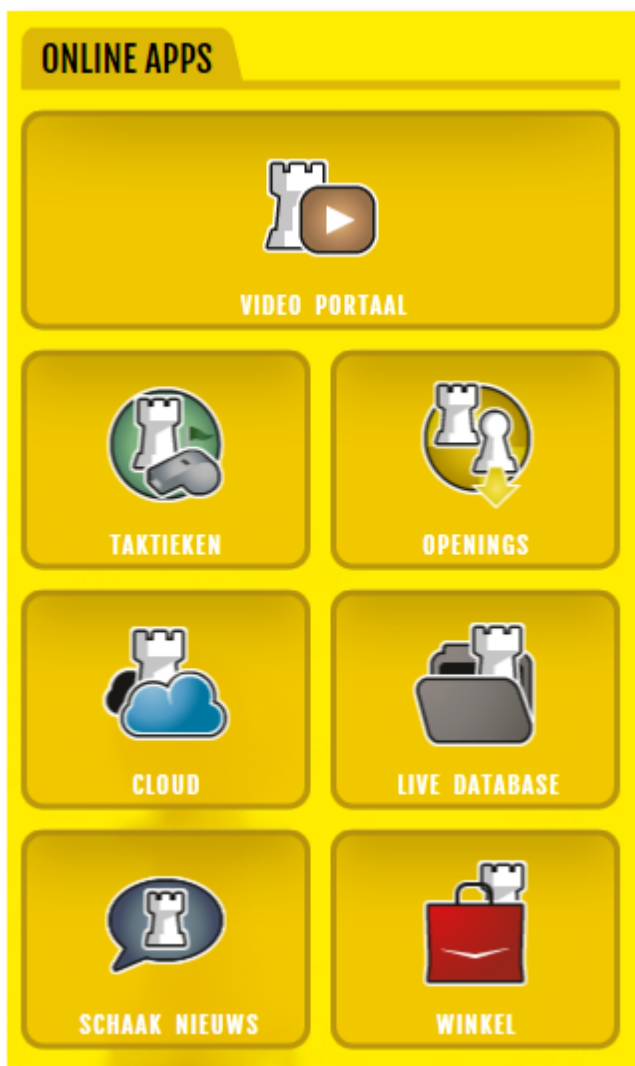 ONLINE APPS
VIDEO PORTAAL
TAKTIEKEN
OPENINGS
CLOUD
LIVE DATABASE
SCHAAK NIEUWS
WINKEL